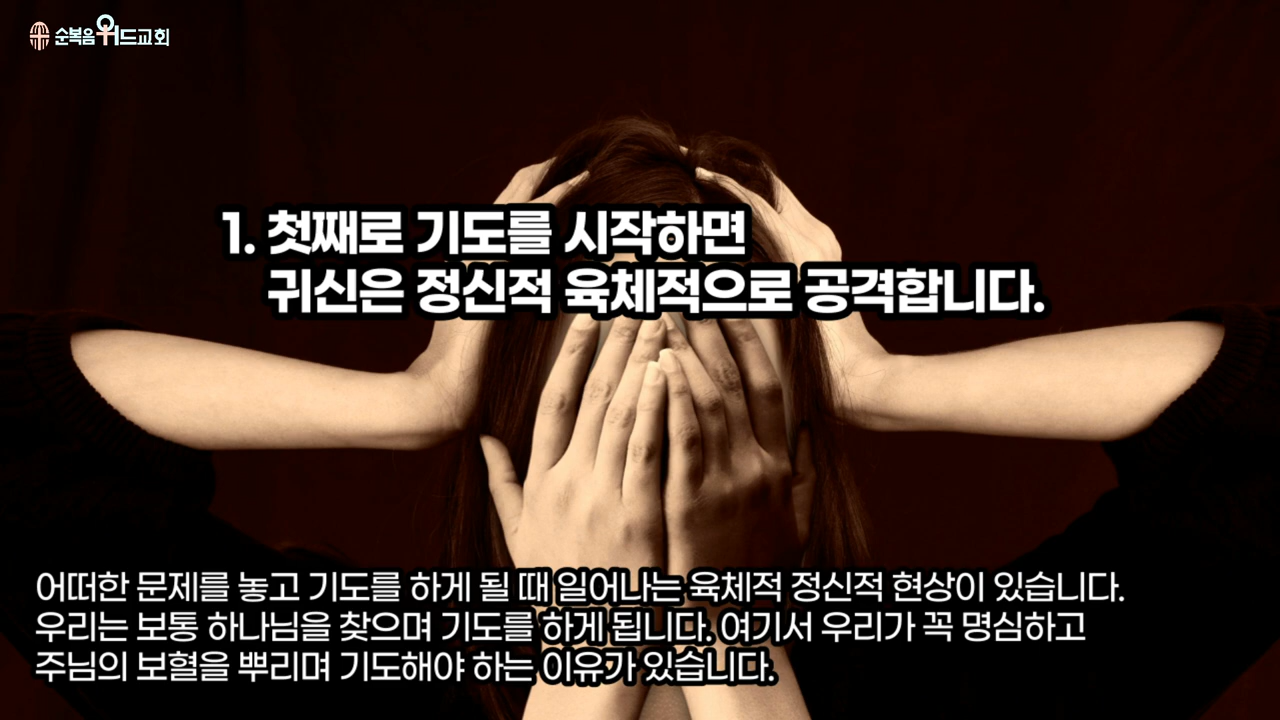 순복음워드교회
1. 첫째로 기도를 시작하면
귀신은 정신적 육체적으로 공격합니다.
어떠한 문제를 놓고 기도를 하게 될 때 일어나는 육체적 정신적 현상이 있습니다.
우리는 보통 하나님을 찾으며 기도를 하게 됩니다. 여기서 우리가 꼭 명심하고
주님의 보혈을 뿌리며 기도해야 하는 이유가 있습니다.